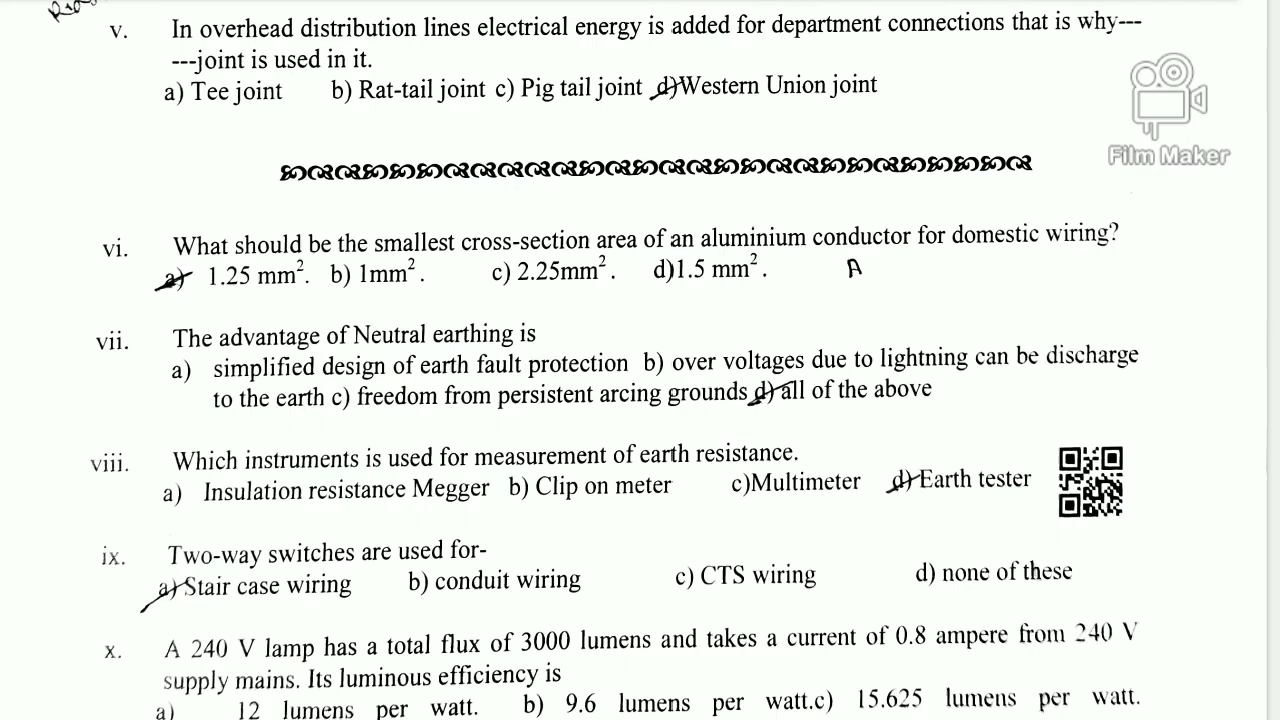 v. In overhead distribution lines electrical energy is added for department connections that is why---
---joint is used in it.
a) Tee joint b) Rat-tail joint c) Pig tail joint d)Western Union joint
Film Maker
vi. What should be the smallest cross-section area of an aluminium conductor for domestic wiring?
a) 1.25 mm². b) 1mm². c) 2.25mm². d)1.5 mm². A
vii. The advantage of Neutral earthing is
a) simplified design of earth fault protection b) over voltages due to lightning can be discharge
to the earth c) freedom from persistent arcing grounds d) all of the above
viii. Which instruments is used for measurement of earth resistance.
a) Insulation resistance Megger b) Clip on meter c)Multimeter d) Earth tester
ix. Two-way switches are used for-
a) Stair case wiring b) conduit wiring c) CTS wiring d) none of these
x. A 240 V lamp has a total flux of 3000 lumens and takes a current of 0.8 ampere from 240 V
supply mains. Its luminous efficiency is
a) 12 lumens per watt. b) 9.6 lumens per watt.c) 15.625 lumens per watt.